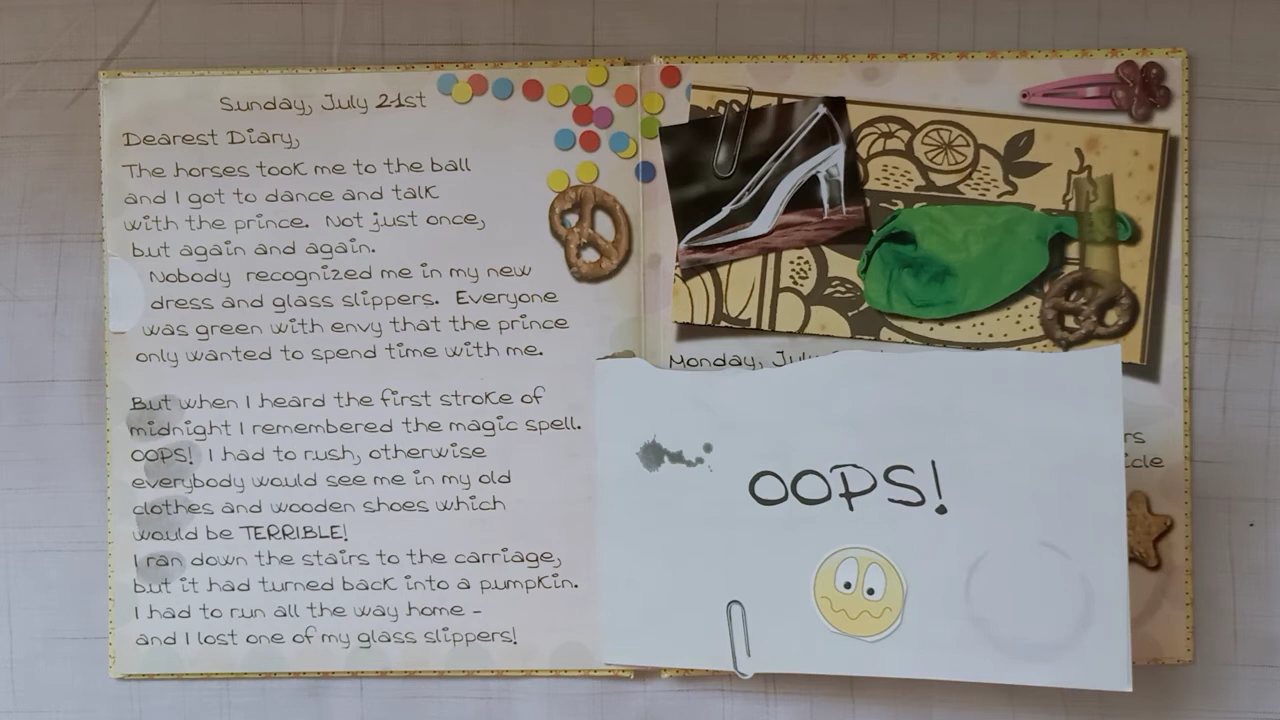 Sunday, July 21st
Dearest Diary,
The horses took me to the ball
and I got to dance and talk
with the prince. Not just once,
but again and again.
Nobody recognized me in my new
dress and glass slippers. Everyone
was green with envy that the prince
only wanted to spend time with me.
But when I heard the first stroke of
midnight I remembered the magic spell.
OOPS! I had to rush, otherwise
everybody would see me in my old
clothes and wooden shoes which
would be TERRIBLE!
I ran down the stairs to the carriage,
but it had turned back into a pumpkin.
I had to run all the way home -
and I lost one of my glass slippers!
Monday, July
OOPS!